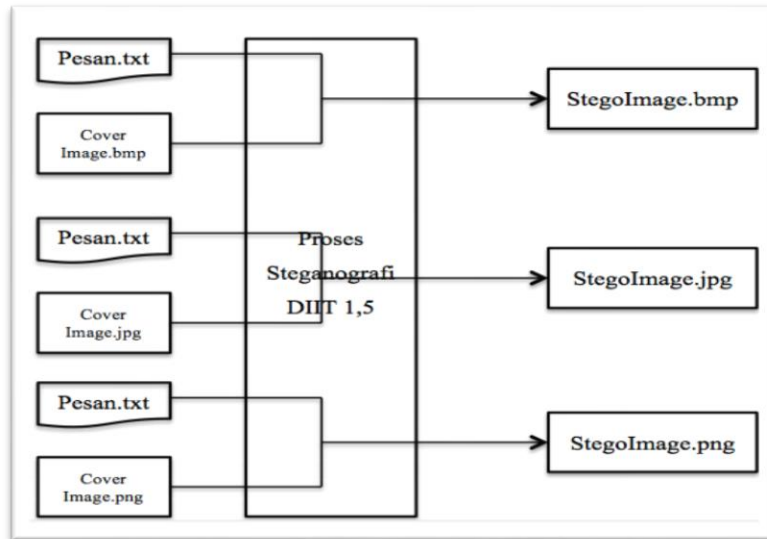 Pesan.txt
Cover
Image.bmp
StegoImage.bmp
Pesan.txt
Cover
Image.jpg
Proses
Steganografi
DIIT 1,5
StegoImage.jpg
Pesan.txt
Cover
Image.png
StegoImage.png